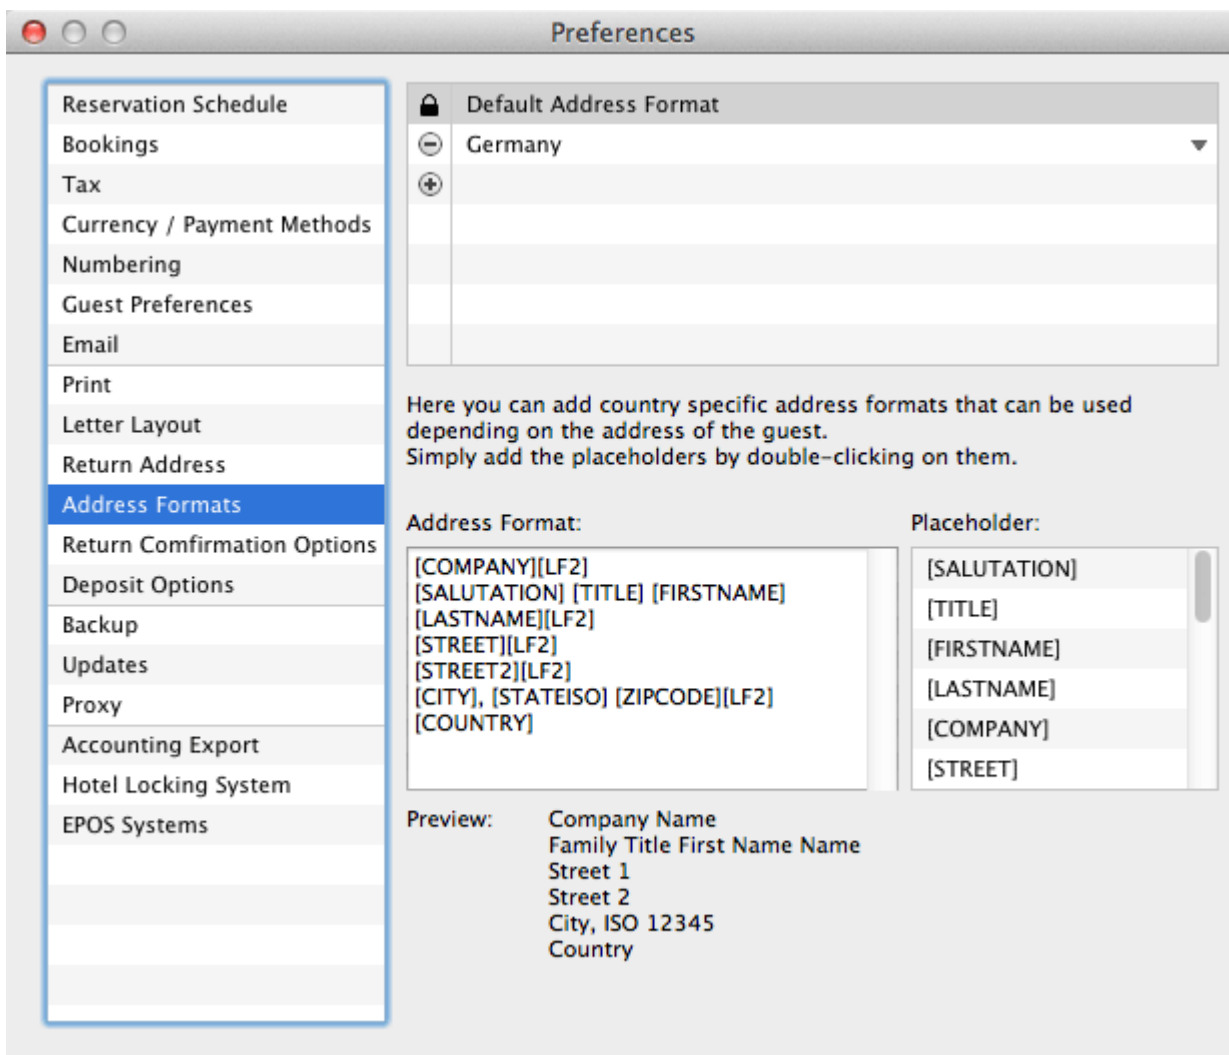 Preferences
Reservation Schedule
Bookings
Tax
Currency / Payment Methods
Numbering
Guest Preferences
Email
Print
Letter Layout
Return Address
Address Formats
Return Comfirmation Options
Deposit Options
Backup
Updates
Proxy
Accounting Export
Hotel Locking System
EPOS Systems
Default Address Format
Germany
Here you can add country specific address formats that can be used
depending on the address of the guest.
Simply add the placeholders by double-clicking on them.
Address Format:
[COMPANY][LF2]
[SALUTATION] [TITLE] [FIRSTNAME]
[LASTNAME][LF2]
[STREET][LF2]
[STREET2][LF2]
[CITY], [STATEISO] [ZIPCODE][LF2]
[COUNTRY]
Placeholder:
[SALUTATION]
[TITLE]
[FIRSTNAME]
[LASTNAME]
[COMPANY]
[STREET]
Preview:
Company Name
Family Title First Name Name
Street 1
Street 2
City, ISO 12345
Country